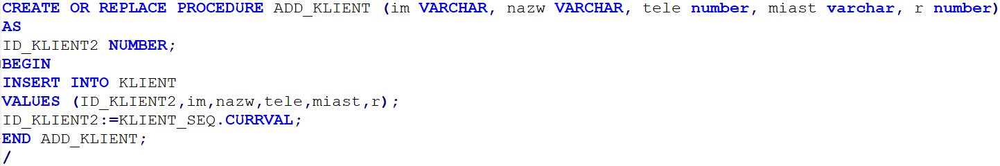 CREATE OR REPLACE PROCEDURE ADD_KLIENT (im VARCHAR, nazw VARCHAR, tele number, miast varchar, r number)
AS
ID_KLIENT2 NUMBER;
BEGIN
INSERT INTO KLIENT
VALUES (ID_KLIENT2,im,nazw,tele,miast,r);
ID_KLIENT2:=KLIENT_SEQ.CURRVAL;
END ADD_KLIENT;
/